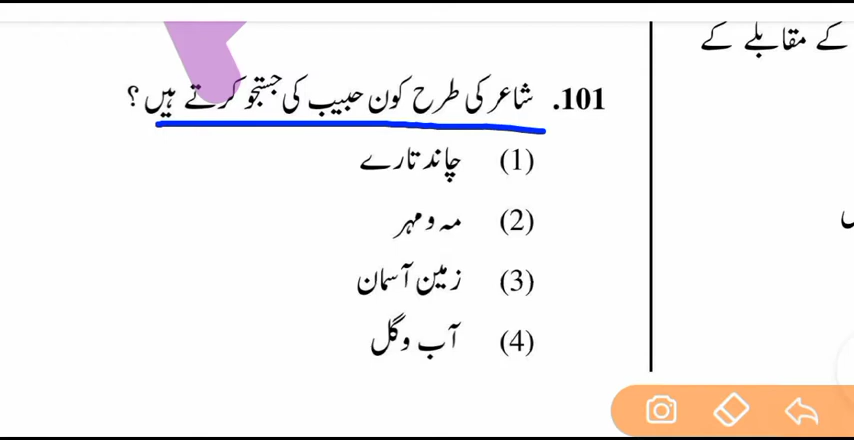 کے مقابلے کے
101. شاعر کی طرح کون حبیب کی جستجو کرتے ہیں ؟
(1) چاند تارے
(2) مہ و مہر
(3) زمین آسمان
(4) آب و گل